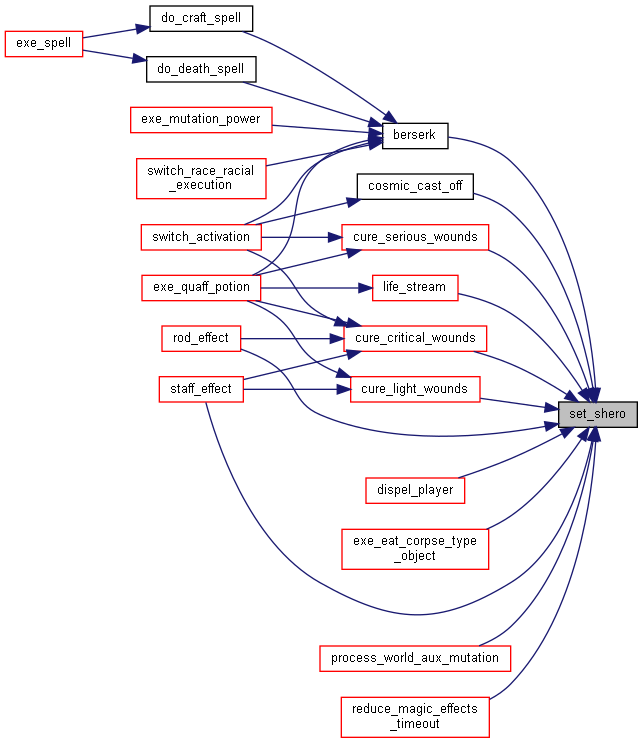 do_craft_spell
exe_spell
do_death_spell
exe_mutation_power
berserk
switch_race_racial
_execution
cosmic_cast_off
switch_activation
cure_serious_wounds
exe_quaff_potion
life_stream
rod_effect
cure_critical_wounds
staff_effect
cure_light_wounds
set_shero
dispel_player
exe_eat_corpse_type
_object
process_world_aux_mutation
reduce_magic_effects
_timeout